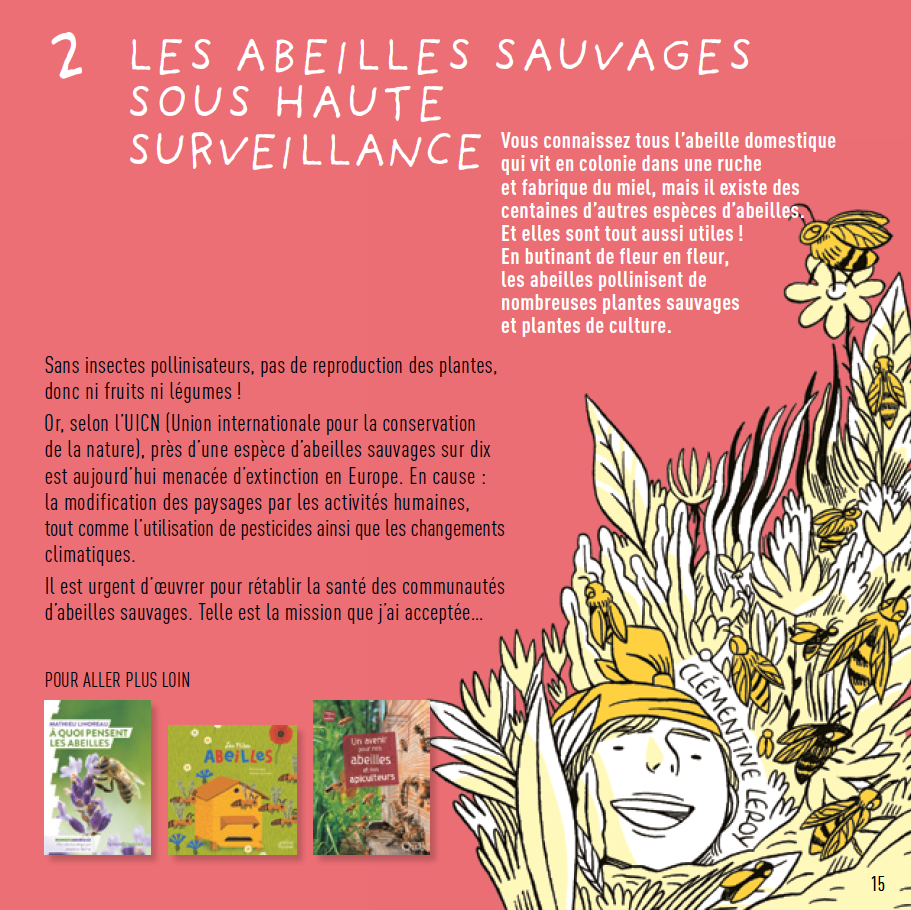 2
LES ABEILLES SAUVAGES
SOUS HAUTE
SURVEILLANCE
Vous connaissez tous l'abeille domestique
qui vit en colonie dans une ruche
et fabrique du miel, mais il existe des
centaines d'autres espèces d'abeilles.
Et elles sont tout aussi utiles !
En butinant de fleur en fleur,
les abeilles pollinisent de
nombreuses plantes sauvages
et plantes de culture.
Sans insectes pollinisateurs, pas de reproduction des plantes,
donc ni fruits ni légumes !
Or, selon l'UICN (Union internationale pour la conservation
de la nature), près d'une espèce d'abeilles sauvages sur dix
est aujourd'hui menacée d'extinction en Europe. En cause :
la modification des paysages par les activités humaines,
tout comme l'utilisation de pesticides ainsi que les changements
climatiques.
Il est urgent d'œuvrer pour rétablir la santé des communautés
d'abeilles sauvages. Telle est la mission que j'ai acceptée...
CLÉMENTINE LEROY
POUR ALLER PLUS LOIN
MATHIEU LIHOREAU
À QUOI PENSENT
LES ABEILLES
ABEiLLES
Un avenir
pour nos
abeilles
et nos
apiculteurs
15